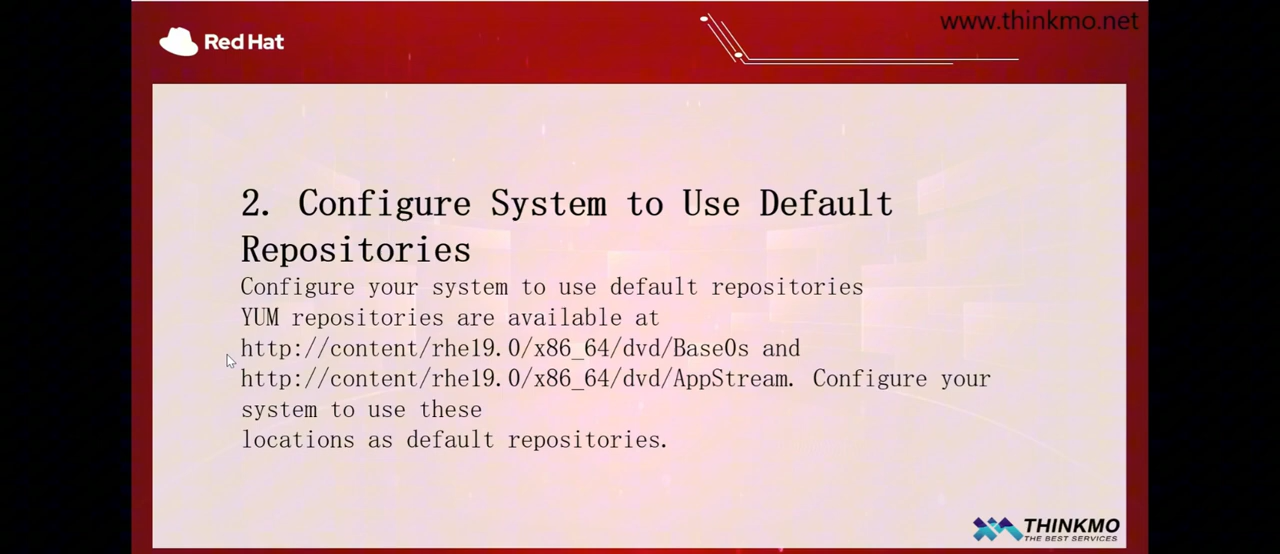 www.thinkmo.net
Red Hat
2. Configure System to Use Default
Repositories
Configure your system to use default repositories
YUM repositories are available at
http://content/rhe19.0/x86_64/dvd/BaseOs and
http://content/rhe19.0/x86_64/dvd/AppStream. Configure your
system to use these
locations as default repositories.
THINKMO
THE BEST SERVICES